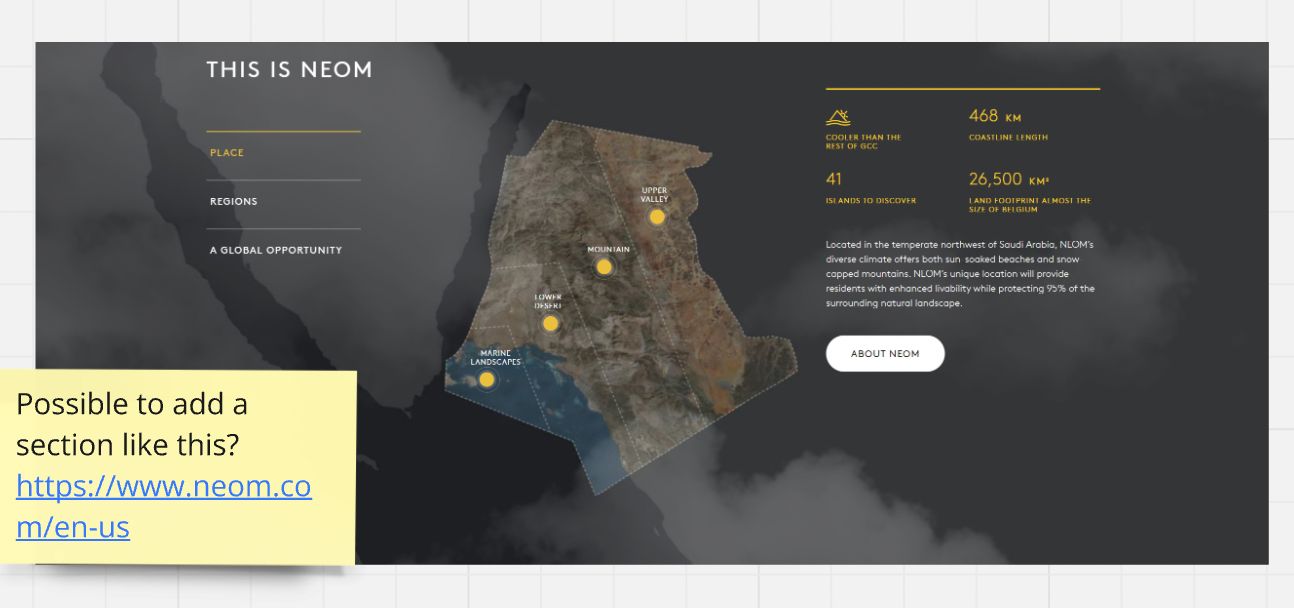 THIS IS NEOM
PLACE
REGIONS
A GLOBAL OPPORTUNITY
UPPER
VALLEY
MOUNTAIN
LOWER
DESERT
MARINE
LANDSCAPES
COOLER THAN THE
REST OF GCC
468 KM
COASTLINE LENGTH
41
ISLANDS TO DISCOVER
26,500 KM²
LAND FOOTPRINT ALMOST THE
SIZE OF BELGIUM
Located in the temperate northwest of Saudi Arabia, NEOM's
diverse climate offers both sun-soaked beaches and snow-
capped mountains. NEOM's unique location will provide
residents with enhanced livability while protecting 95% of the
surrounding natural landscape.
ABOUT NEOM
Possible to add a
section like this?
https://www.neom.co
m/en-us